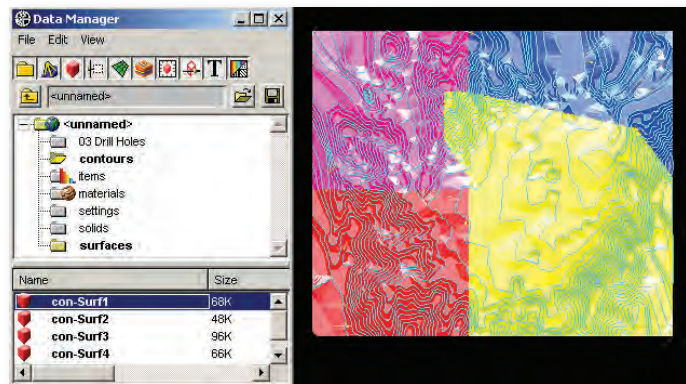 Data Manager
File Edit View
T
<unnamed>
<unnamed>
03 Drill Holes
contours
items
materials
settings
solids
surfaces
Name Size
con-Surf1 68K
con-Surf2 48K
con-Surf3 96K
con-Surf4 66K